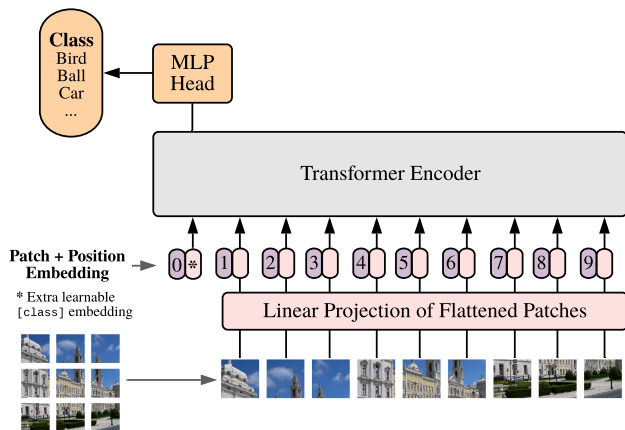 Class
Bird
Ball
Car
...
MLP
Head
Transformer Encoder
Patch + Position
Embedding
0 * 1 2 3 4 5 6 7 8 9
* Extra learnable
[class] embedding
Linear Projection of Flattened Patches